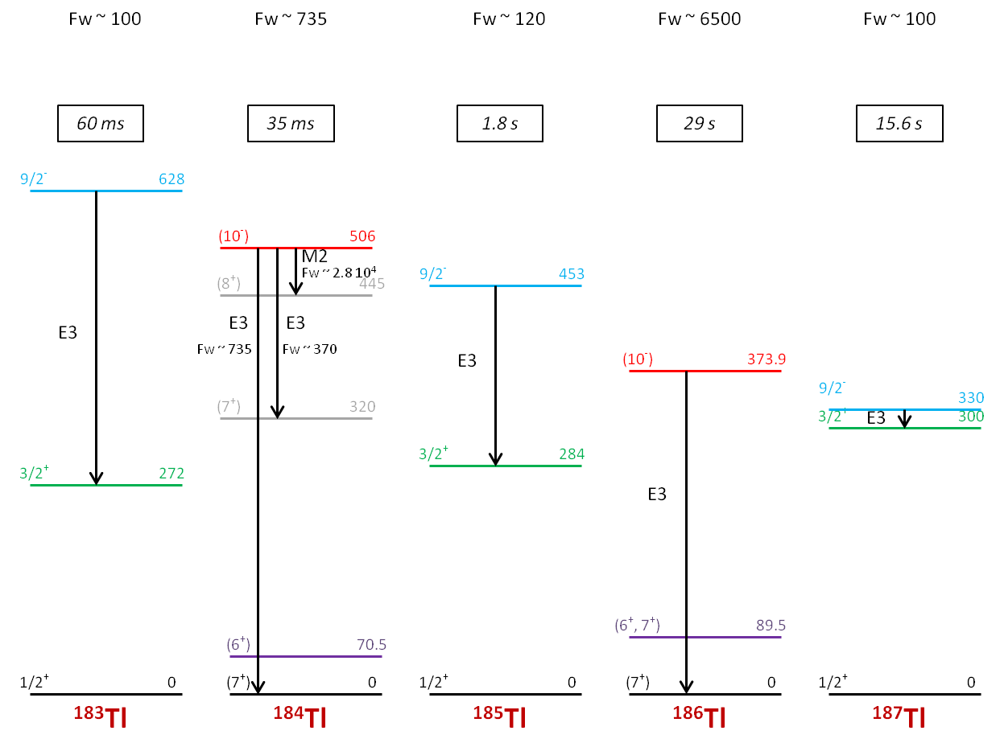 Fw ~ 100
Fw ~ 735
Fw ~ 120
Fw ~ 6500
Fw ~ 100
60 ms
35 ms
1.8 s
29 s
15.6 s
9/2⁻ 628
E3
3/2⁺ 272
1/2⁺ 0
¹⁸³Tl
(10⁻) 506
M2
Fw ~ 2.8 10⁴
(8⁺) 445
E3
Fw ~ 735
E3
Fw ~ 370
(7⁺) 320
(6⁺) 70.5
(7⁺) 0
¹⁸⁴Tl
9/2⁻ 453
E3
3/2⁺ 284
1/2⁺ 0
¹⁸⁵Tl
(10⁻) 373.9
E3
(6⁺, 7⁺) 89.5
(7⁺) 0
¹⁸⁶Tl
9/2⁻ 330
3/2⁺ E3 300
1/2⁺ 0
¹⁸⁷Tl